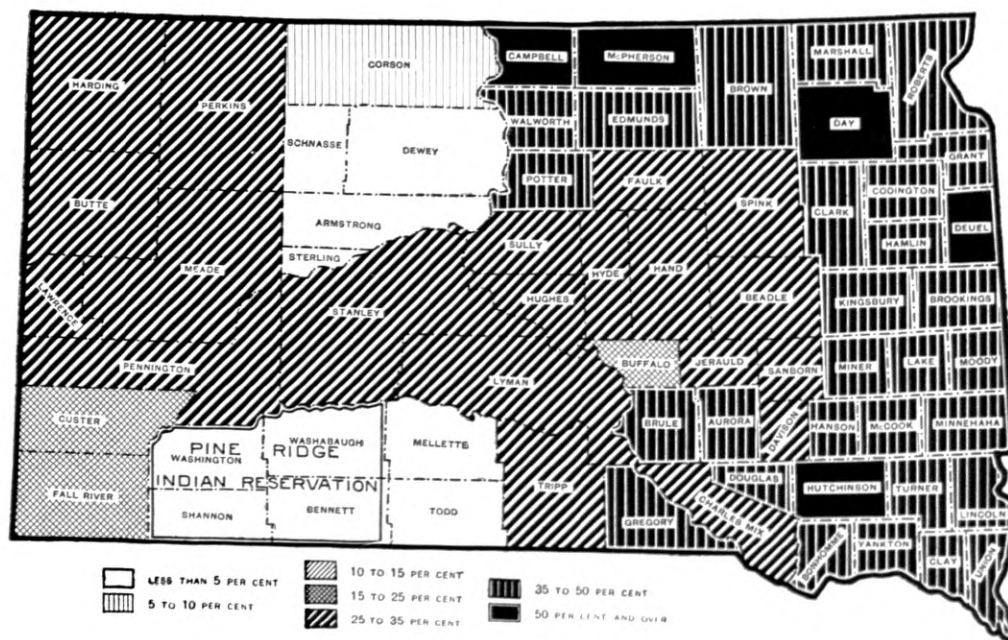 CAMPBELL
McPHERSON
MARSHALL
ROBERTS
CORSON
HARDING
PERKINS
BROWN
WALWORTH
EDMUNDS
DAY
SCHNASSE
DEWEY
GRANT
POTTER
FAULK
CODINGTON
BUTTE
SPINK
CLARK
ARMSTRONG
DEUEL
HAMLIN
SULLY
STERLING
MEADE
HYDE
HAND
LAWRENCE
HUGHES
BEADLE
KINGSBURY
BROOKINGS
STANLEY
BUFFALO
JERAULD
SANBORN
MINER
LAKE
MOODY
PENNINGTON
LYMAN
CUSTER
BRULE
AURORA
DAVISON
HANSON
McCOOK
MINNEHAHA
WASHABAUGH
MELLETTE
PINE RIDGE
WASHINGTON
INDIAN RESERVATION
DOUGLAS
HUTCHINSON
TURNER
FALL RIVER
TRIPP
CHARLES MIX
LINCOLN
SHANNON
BENNETT
TODD
GREGORY
BONHOMME
YANKTON
CLAY
UNION
LESS THAN 5 PER CENT
5 TO 10 PER CENT
10 TO 15 PER CENT
15 TO 25 PER CENT
25 TO 35 PER CENT
35 TO 50 PER CENT
50 PER CENT AND OVER